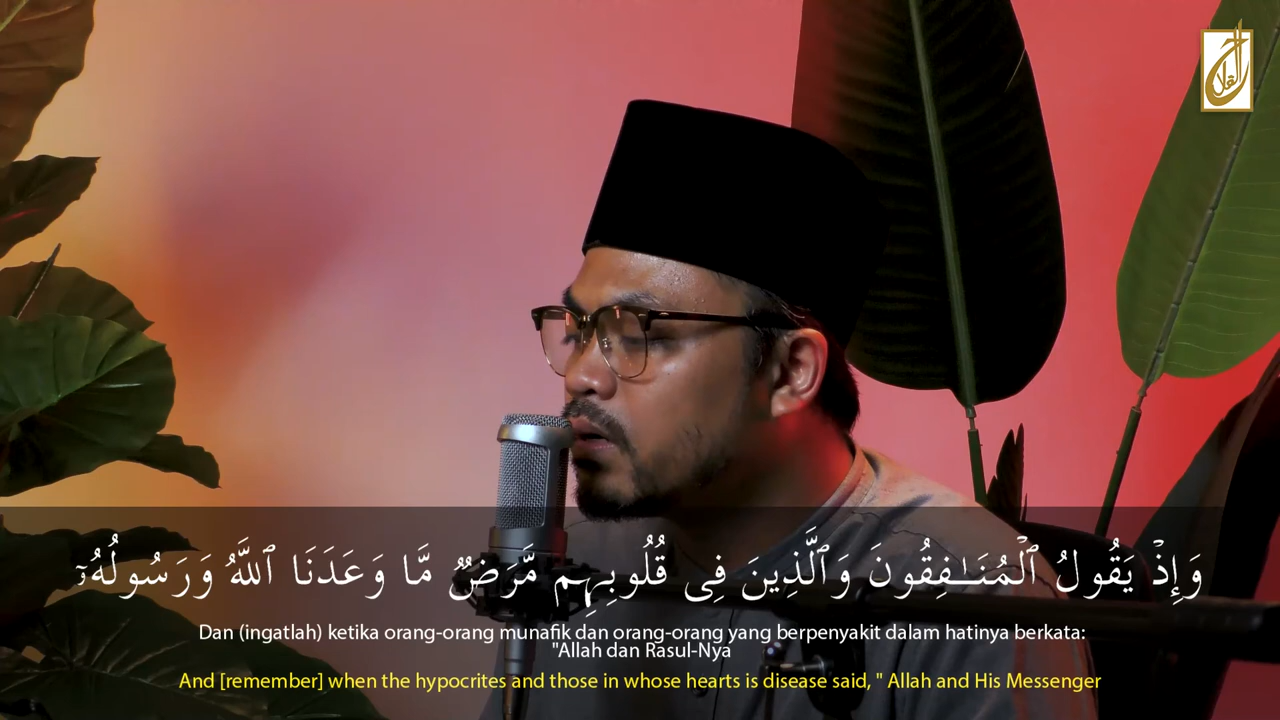 العلاج
وَإِذْ يَقُولُ ٱلْمُنَـٰفِقُونَ وَٱلَّذِينَ فِى قُلُوبِهِم مَّرَضٌ مَّا وَعَدَنَا ٱللَّهُ وَرَسُولُهُۥٓ
Dan (ingatlah) ketika orang-orang munafik dan orang-orang yang berpenyakit dalam hatinya berkata:
"Allah dan Rasul-Nya
And [remember] when the hypocrites and those in whose hearts is disease said, " Allah and His Messenger